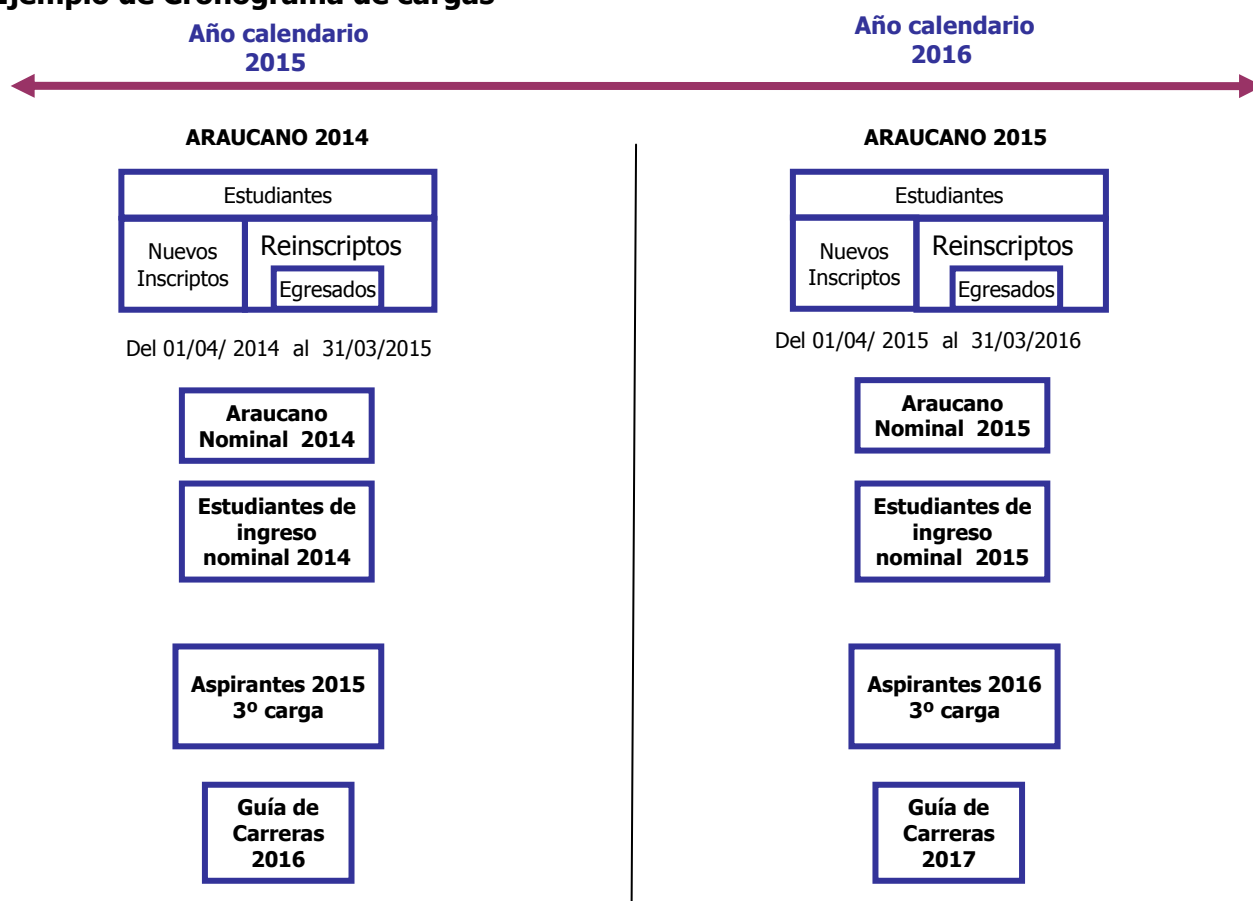 Ejemplo de Cronograma de cargas
Año calendario
2015
Año calendario
2016
ARAUCANO 2014
Estudiantes
Nuevos
Inscriptos
Reinscriptos
Egresados
Del 01/04/ 2014 al 31/03/2015
Araucano
Nominal 2014
Estudiantes de
ingreso
nominal 2014
Aspirantes 2015
3º carga
Guía de
Carreras
2016
ARAUCANO 2015
Estudiantes
Nuevos
Inscriptos
Reinscriptos
Egresados
Del 01/04/ 2015 al 31/03/2016
Araucano
Nominal 2015
Estudiantes de
ingreso
nominal 2015
Aspirantes 2016
3º carga
Guía de
Carreras
2017